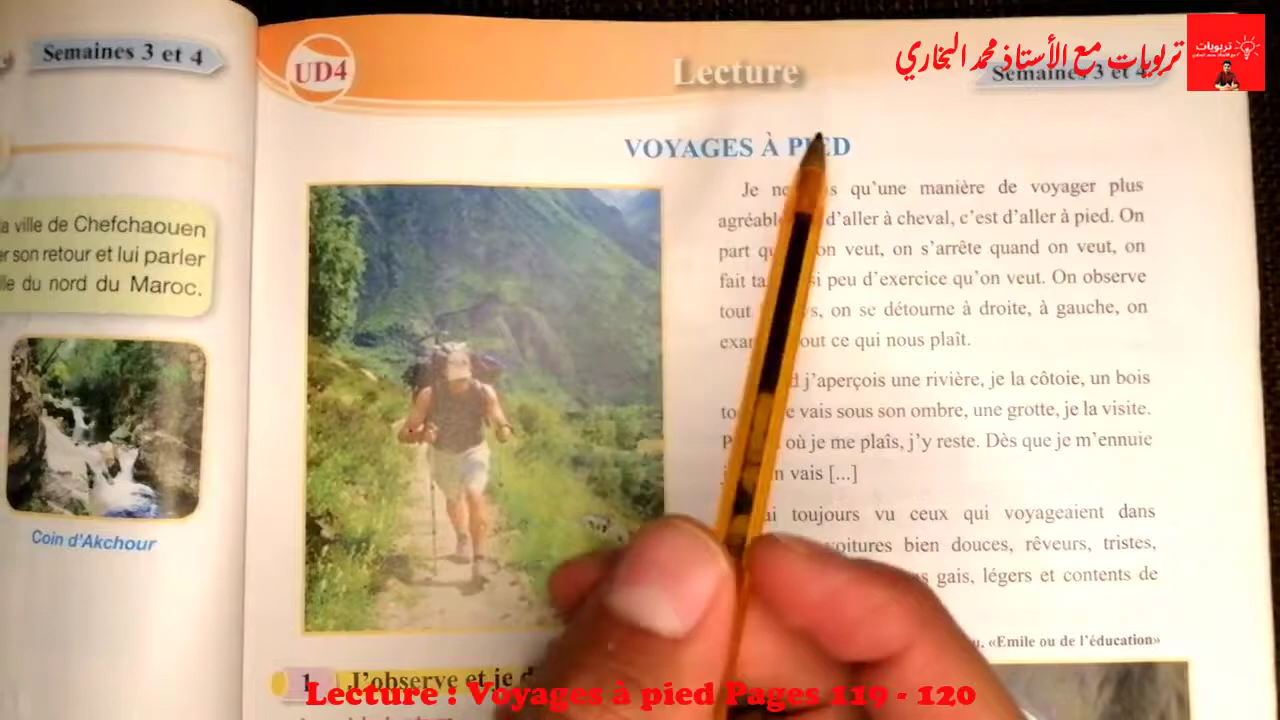 Semaines 3 et 4
la ville de Chefchaouen
er son retour et lui parler
lle du nord du Maroc.
Coin d'Akchour
UD4
Lecture
Semaines 3 et 4
تربويات مع الأستاذ محمد البخاري
تربويات
VOYAGES À PIED
Je qu'une manière de voyager plus
d'aller à cheval, c'est d'aller à pied. On
part on veut, on s'arrête quand on veut, on
fait si peu d'exercice qu'on veut. On observe
tout on se détourne à droite, à gauche, on
tout ce qui nous plaît.
j'aperçois une rivière, je la côtoie, un bois
vais sous son ombre, une grotte, je la visite.
où je me plaîs, j'y reste. Dès que je m'ennuie
vais [...]
toujours vu ceux qui voyageaient dans
voitures bien douces, rêveurs, tristes,
gais, légers et contents de
«Emile ou de l'éducation»
1 J'observe et je d
Lecture : Voyages à pied Pages 119 - 120